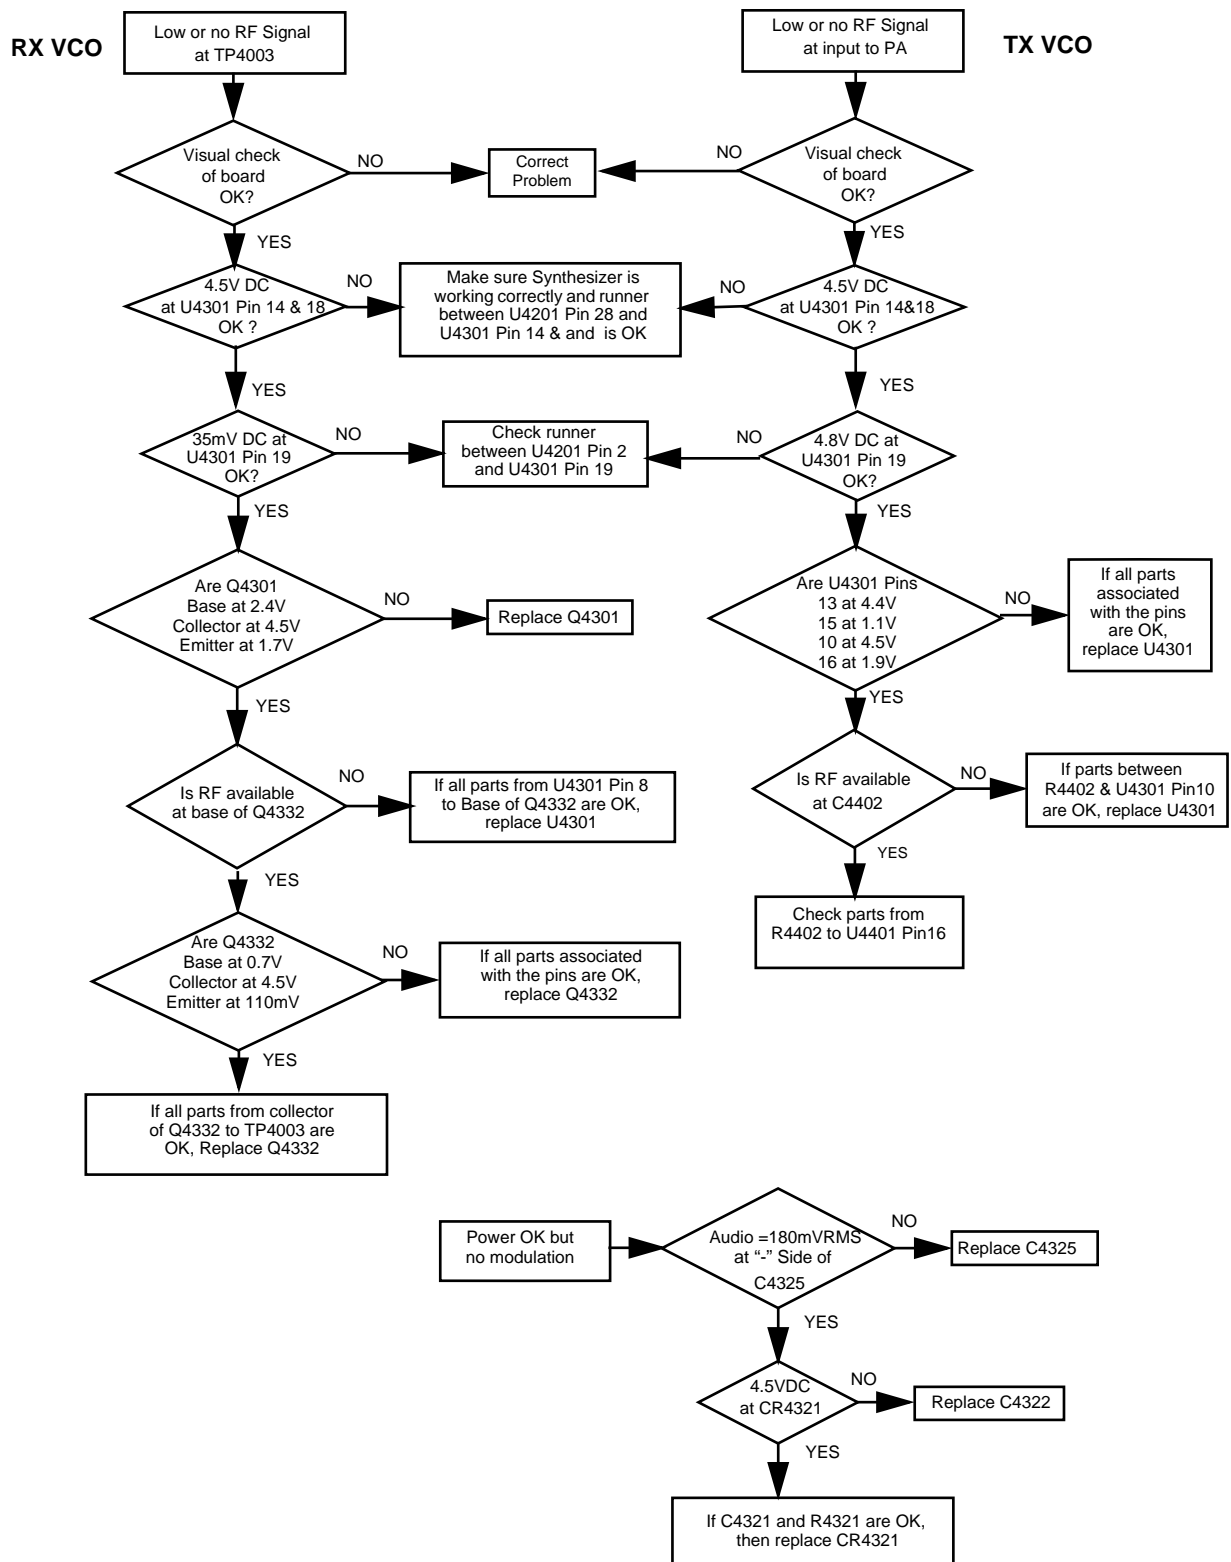 RX VCO
Low or no RF Signal
at TP4003
Visual check
of board
OK?
NO
Correct
Problem
YES
4.5V DC
at U4301 Pin 14 & 18
OK ?
NO
Make sure Synthesizer is
working correctly and runner
between U4201 Pin 28 and
U4301 Pin 14 & and  is OK
YES
35mV DC at
U4301 Pin 19
OK?
NO
Check runner
between U4201 Pin 2
and U4301 Pin 19
YES
Are Q4301
Base at 2.4V
Collector at 4.5V
Emitter at 1.7V
NO
Replace Q4301
YES
Is RF available
at base of Q4332
NO
If all parts from U4301 Pin 8
to Base of Q4332 are OK,
replace U4301
YES
Are Q4332
Base at 0.7V
Collector at 4.5V
Emitter at 110mV
NO
If all parts associated
with the pins are OK,
replace Q4332
YES
If all parts from collector
of Q4332 to TP4003 are
OK, Replace Q4332
TX VCO
Low or no RF Signal
at input to PA
NO
Visual check
of board
OK?
YES
NO
4.5V DC
at U4301 Pin 14&18
OK ?
YES
NO
4.8V DC at
U4301 Pin 19
OK?
YES
Are U4301 Pins
13 at 4.4V
15 at 1.1V
10 at 4.5V
16 at 1.9V
NO
If all parts
associated
with the pins
are OK,
replace U4301
YES
Is RF available
at C4402
NO
If parts between
R4402 & U4301 Pin10
are OK, replace U4301
YES
Check parts from
R4402 to U4401 Pin16
Power OK but
no modulation
Audio =180mVRMS
at “-” Side of
C4325
NO
Replace C4325
YES
4.5VDC
at CR4321
NO
Replace C4322
YES
If C4321 and R4321 are OK,
then replace CR4321